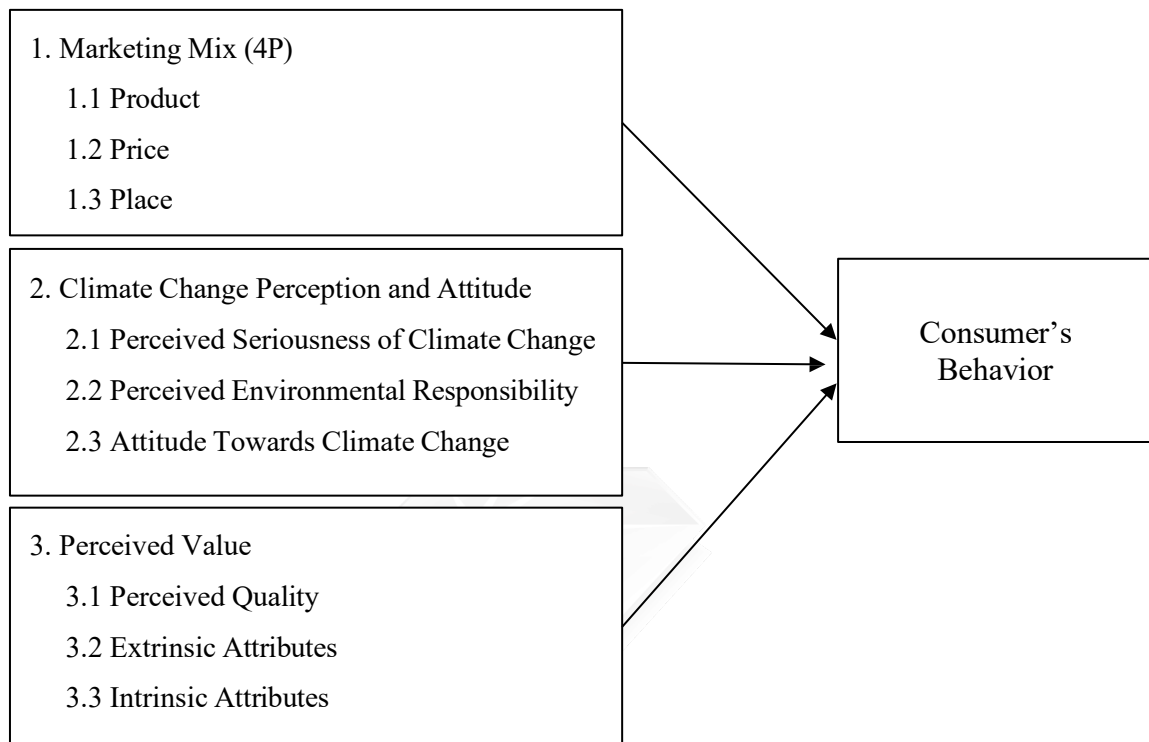 1. Marketing Mix (4P)
1.1 Product
1.2 Price
1.3 Place
2. Climate Change Perception and Attitude
2.1 Perceived Seriousness of Climate Change
2.2 Perceived Environmental Responsibility
2.3 Attitude Towards Climate Change
3. Perceived Value
3.1 Perceived Quality
3.2 Extrinsic Attributes
3.3 Intrinsic Attributes
Consumer’s
Behavior